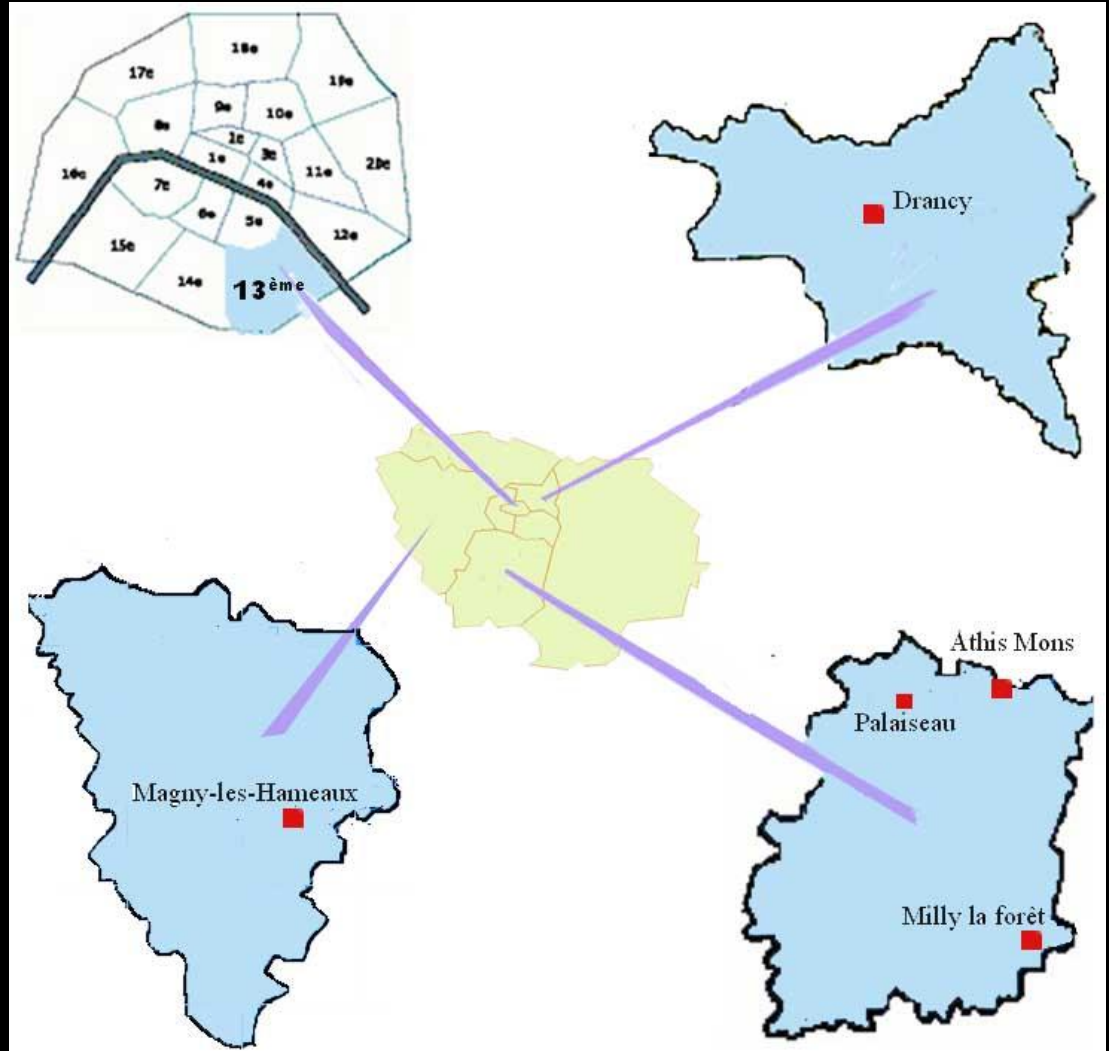 18e
17e
19e
9e
10e
8e
2e
3e
1e
11e
20e
16e
7e
4e
6e
5e
12e
15e
14e
13ème
Drancy
Athis Mons
Palaiseau
Magny-les-Hameaux
Milly la forêt